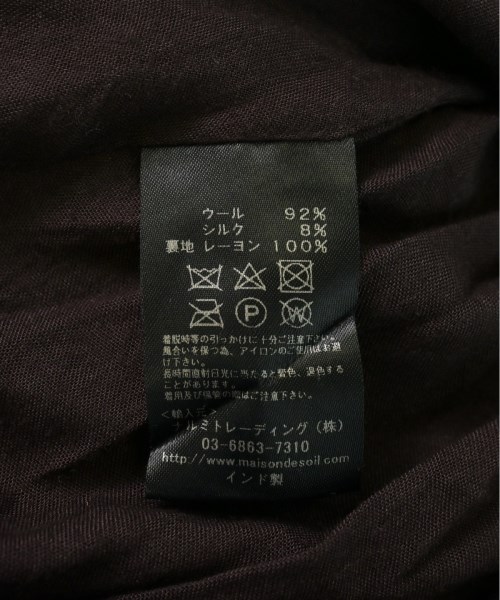 ウール 92%
シルク 8%
裏地 レーヨン 100%
P W
着脱時等の引っかけに十分ご注意下さい。
風合いを保つ為、アイロンのご使用はお避
け下さい。
長時間直射日光に当たると変色、退色する
ことがあります。
着用及び保管の際はご注意下さい。
<輸入元>
ナルミトレーディング(株)
03-6863-7310
http://www.maisondesoil.com
インド製